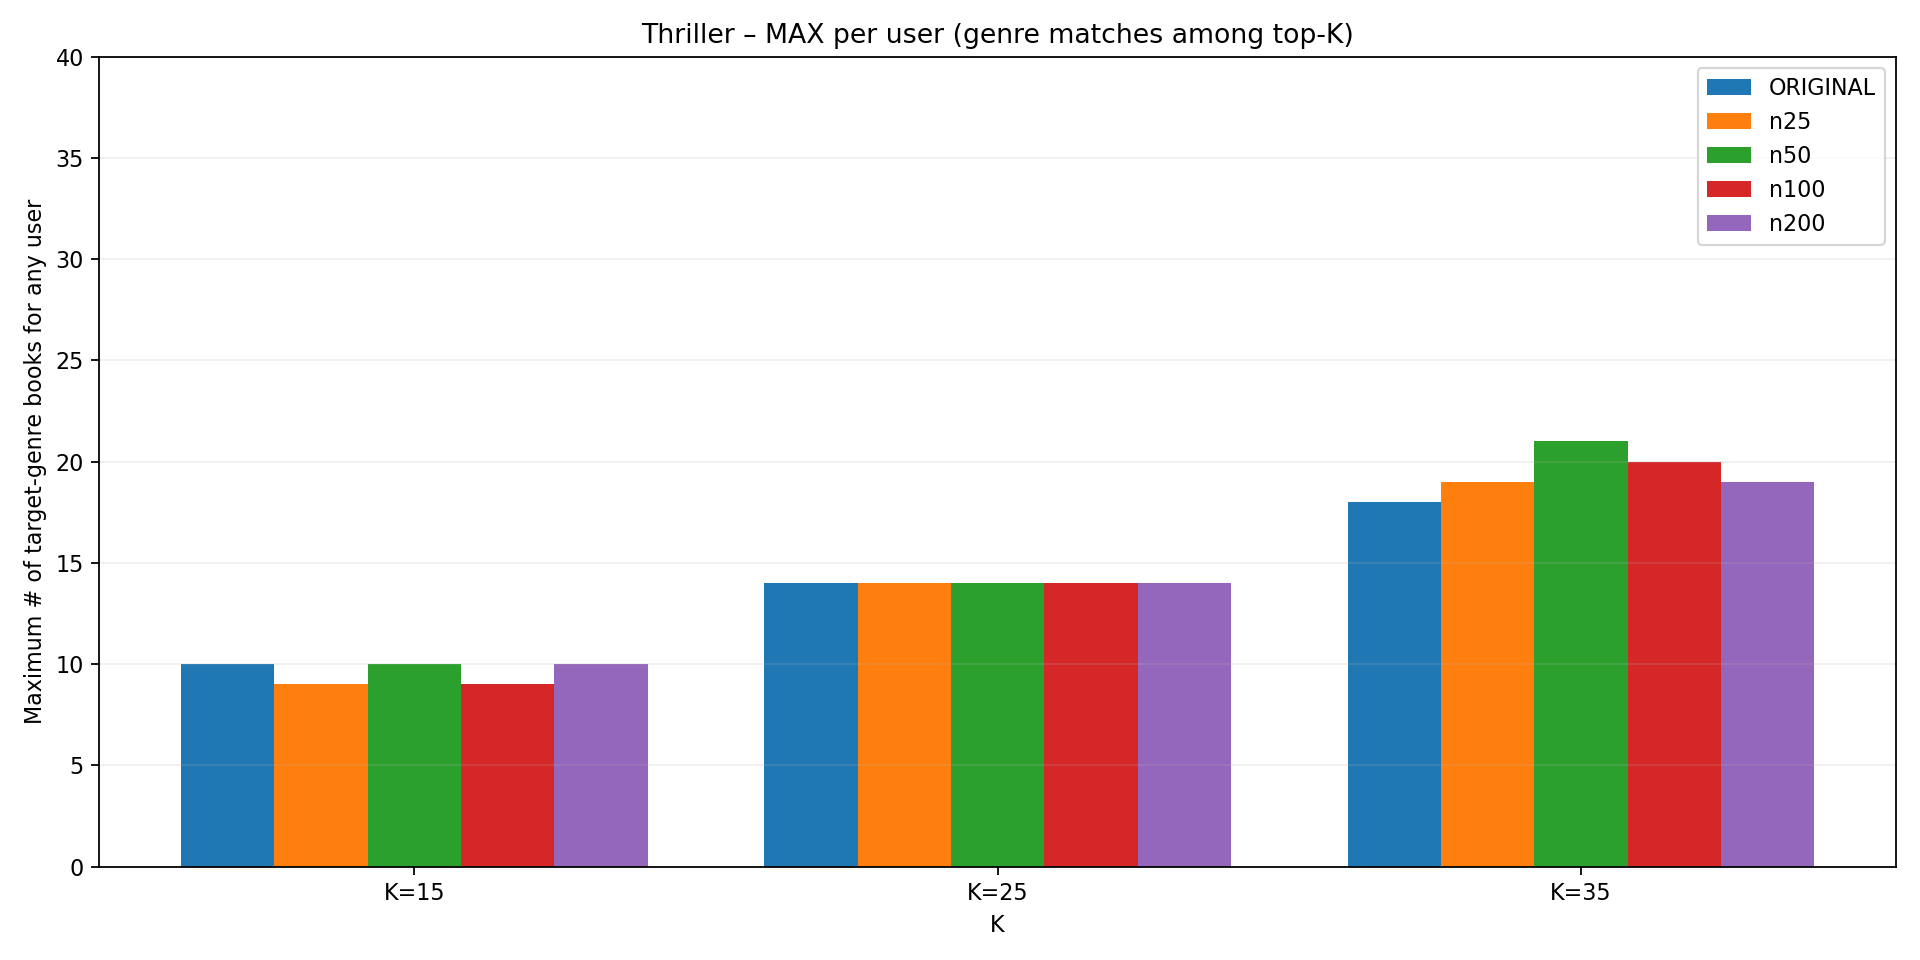 Thriller – MAX per user (genre matches among top-K)
Maximum # of target-genre books for any user
40
35
30
25
20
15
10
5
0
ORIGINAL
n25
n50
n100
n200
K=15 K=25 K=35
K